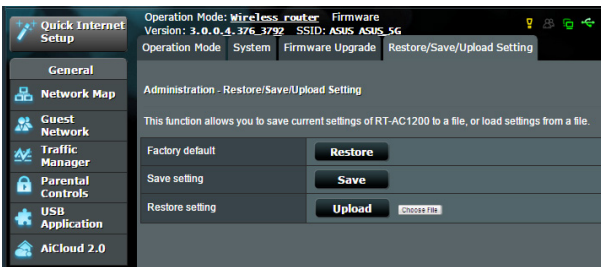 Quick Internet
Setup
Operation Mode: Wireless router Firmware
Version: 3.0.0.4.376_3792 SSID: ASUS ASUS_5G
Operation Mode System Firmware Upgrade Restore/Save/Upload Setting
General
Network Map
Guest
Network
Traffic
Manager
Parental
Controls
USB
Application
AiCloud 2.0
Administration - Restore/Save/Upload Setting
This function allows you to save current settings of RT-AC1200 to a file, or load settings from a file.
Factory default Restore
Save setting Save
Restore setting Upload Choose File